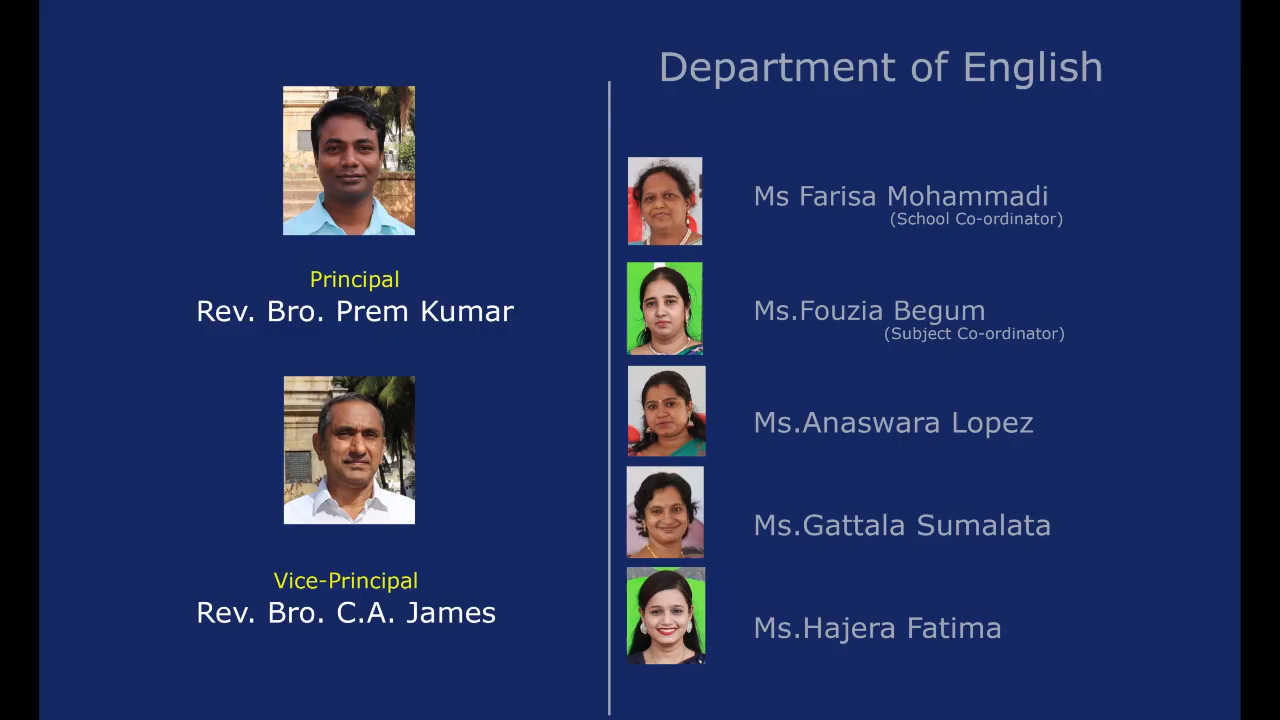 Principal
Rev. Bro. Prem Kumar
Vice-Principal
Rev. Bro. C.A. James
Department of English
Ms Farisa Mohammadi
(School Co-ordinator)
Ms.Fouzia Begum
(Subject Co-ordinator)
Ms.Anaswara Lopez
Ms.Gattala Sumalata
Ms.Hajera Fatima